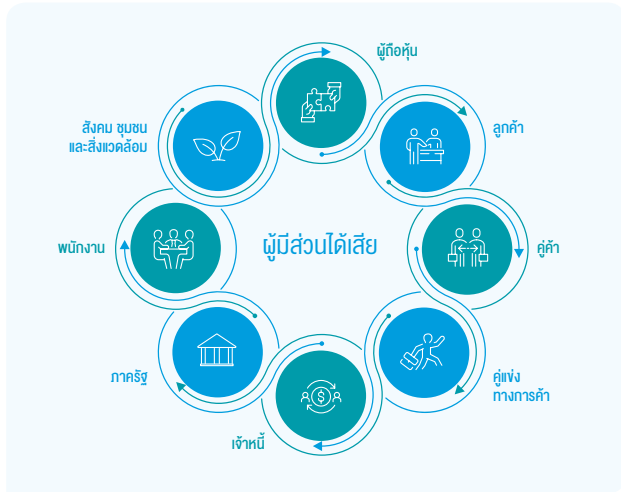 ผู้ถือหุ้น
ลูกค้า
คู่ค้า
คู่แข่ง
ทางการค้า
เจ้าหนี้
ภาครัฐ
พนักงาน
สังคม ชุมชน
และสิ่งแวดล้อม
ผู้มีส่วนได้เสีย
$